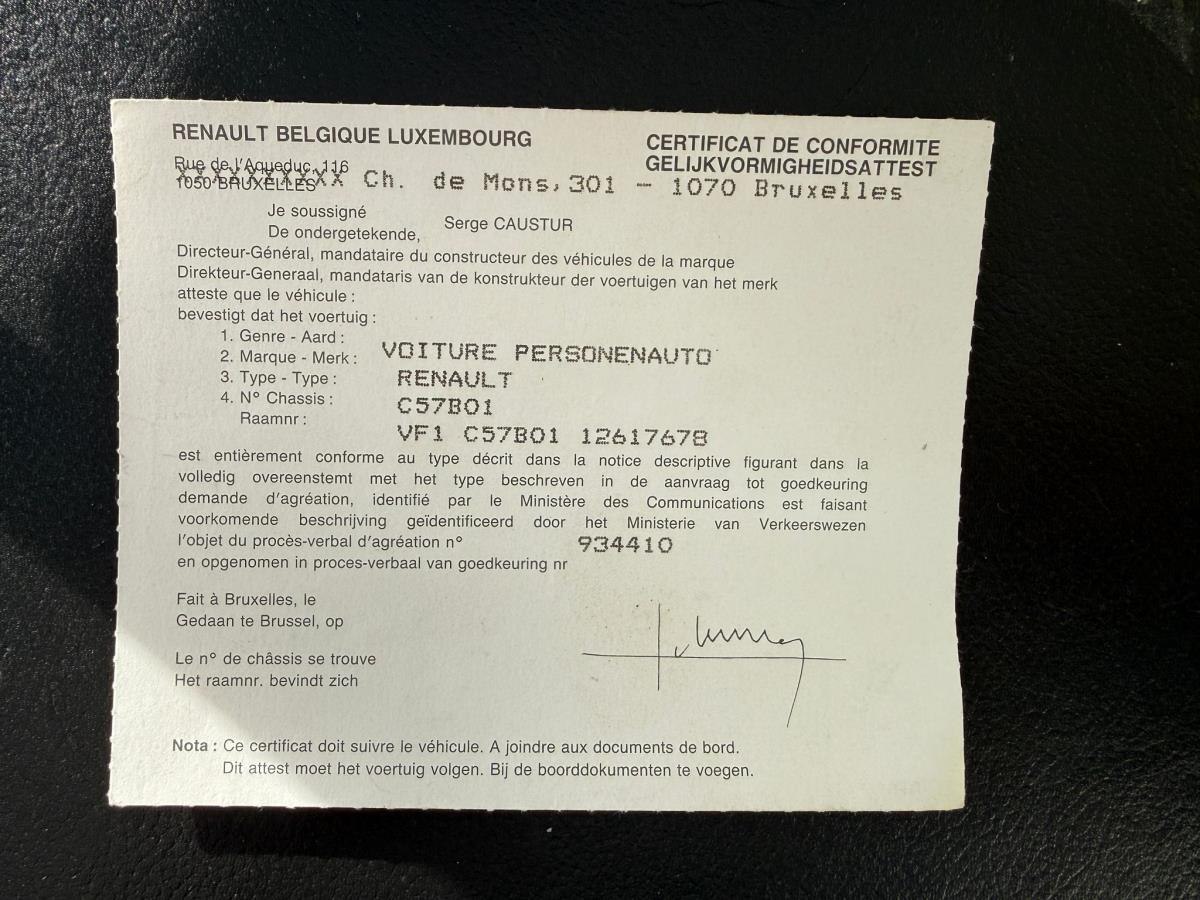 RENAULT BELGIQUE LUXEMBOURG
CERTIFICAT DE CONFORMITE
GELIJKVORMIGHEIDSATTEST
Rue de l'Aqueduc, 116
1050 BRUXELLES
XXXXXXXXXX Ch. de Mons, 301 - 1070 Bruxelles
Je soussigné
De ondergetekende,
Serge CAUSTUR
Directeur-Général, mandataire du constructeur des véhicules de la marque
Direkteur-Generaal, mandataris van de konstrukteur der voertuigen van het merk
atteste que le véhicule :
bevestigt dat het voertuig :
1. Genre - Aard :
2. Marque - Merk : VOITURE PERSONENAUTO
3. Type - Type : RENAULT
4. N° Chassis : C57B01
Raamnr : VF1 C57B01 12617678
est entièrement conforme au type décrit dans la notice descriptive figurant dans la
volledig overeenstemt met het type beschreven in de aanvraag tot goedkeuring
demande d'agréation, identifié par le Ministère des Communications est faisant
voorkomende beschrijving geïdentificeerd door het Ministerie van Verkeerswezen
l'objet du procès-verbal d'agréation n° 934410
en opgenomen in proces-verbaal van goedkeuring nr
Fait à Bruxelles, le
Gedaan te Brussel, op
Le n° de châssis se trouve
Het raamnr. bevindt zich
Nota : Ce certificat doit suivre le véhicule. A joindre aux documents de bord.
Dit attest moet het voertuig volgen. Bij de boorddokumenten te voegen.